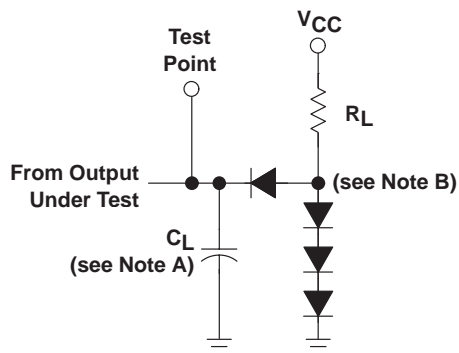 Test
Point
VCC
RL
From Output
Under Test
(see Note B)
CL
(see Note A)